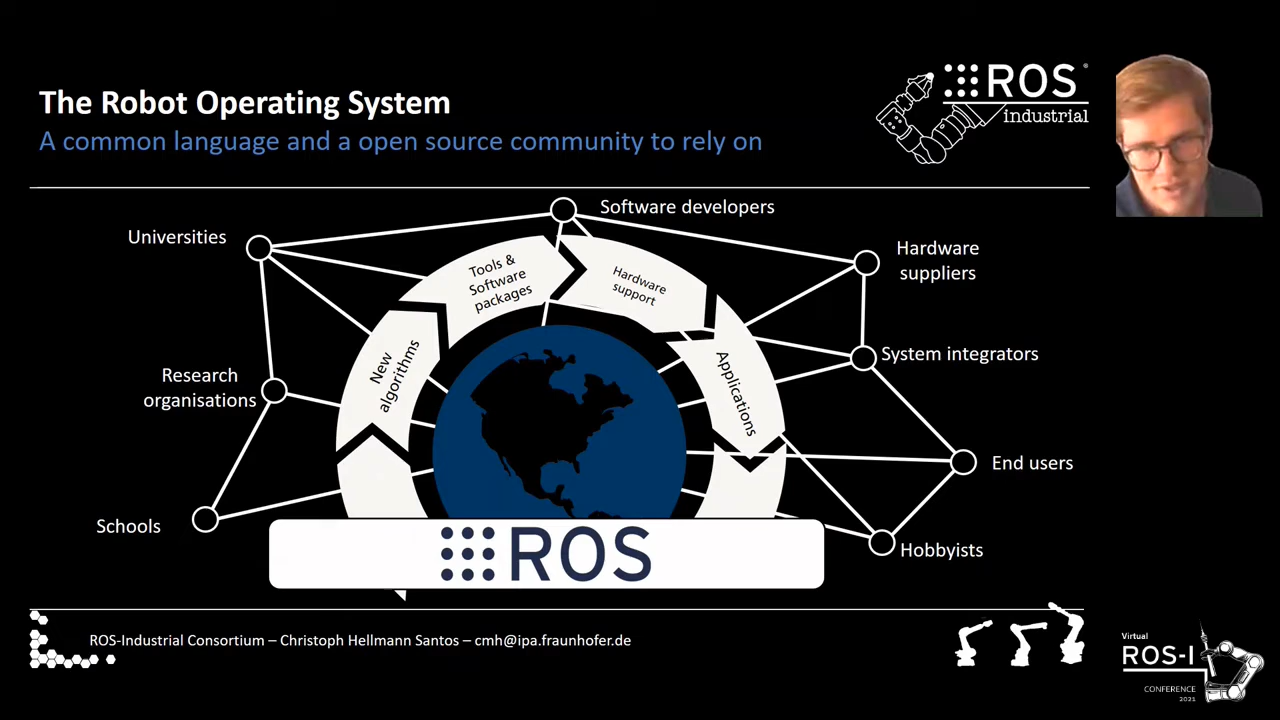 The Robot Operating System
A common language and a open source community to rely on
ROS
industrial
Software developers
Universities
Hardware
suppliers
Tools &
Software
packages
Hardware
support
New
algorithms
Applications
System integrators
Research
organisations
End users
Schools
Hobbyists
ROS
ROS-Industrial Consortium – Christoph Hellmann Santos – cmh@ipa.fraunhofer.de
Virtual
ROS-I
CONFERENCE
2021